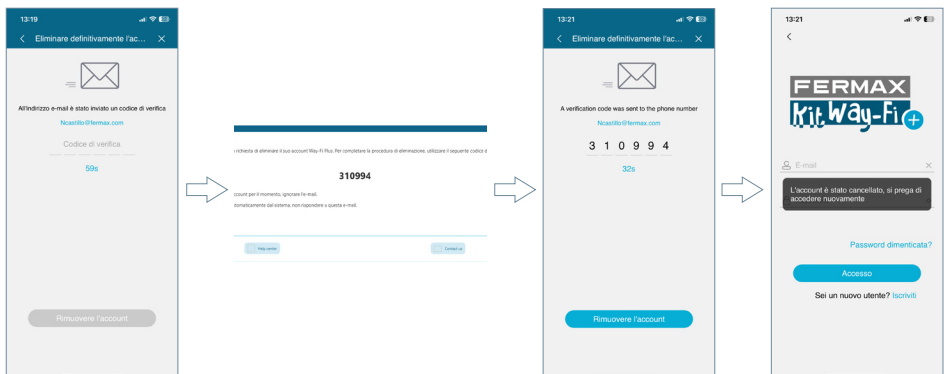 13:19
Eliminare definitivamente l'ac...
All'indirizzo e-mail è stato inviato un codice di verifica
Ncastillo@fermax.com
Codice di verifica
59s
Rimuovere l'account
richiesta di eliminare il suo account Way-Fi Plus. Per completare la procedura di eliminazione, utilizzare il seguente codice d
310994
ccount per il momento, ignorare l'e-mail.
tomaticamente dal sistema, non rispondere a questa e-mail.
Help center
Contact us
13:21
Eliminare definitivamente l'ac...
A verification code was sent to the phone number
Ncastillo@fermax.com
3 1 0 9 9 4
32s
Rimuovere l'account
13:21
FERMAX
Kit Way-Fi+
E-mail
L'account è stato cancellato, si prega di
accedere nuovamente
Password dimenticata?
Accesso
Sei un nuovo utente? Iscriviti